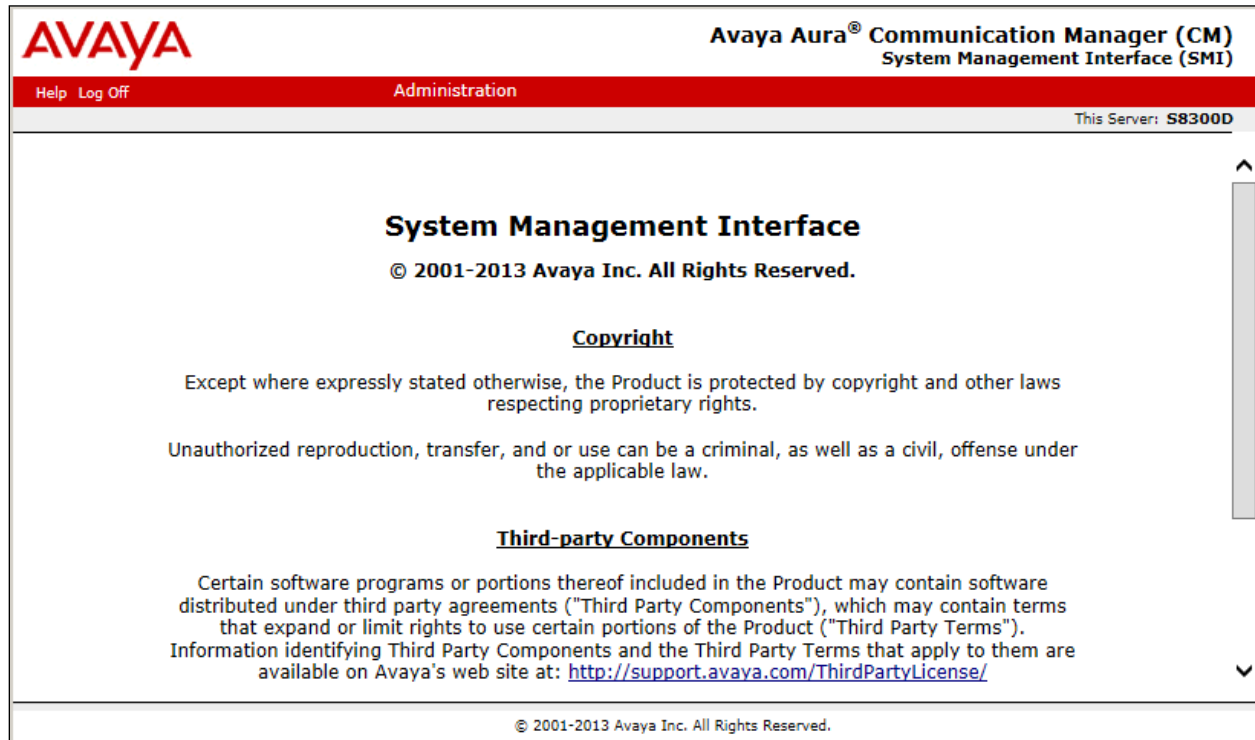 AVAYA
Avaya Aura® Communication Manager (CM)
System Management Interface (SMI)
Help Log Off Administration
This Server: S8300D
System Management Interface
© 2001-2013 Avaya Inc. All Rights Reserved.
Copyright
Except where expressly stated otherwise, the Product is protected by copyright and other laws
respecting proprietary rights.
Unauthorized reproduction, transfer, and or use can be a criminal, as well as a civil, offense under
the applicable law.
Third-party Components
Certain software programs or portions thereof included in the Product may contain software
distributed under third party agreements ("Third Party Components"), which may contain terms
that expand or limit rights to use certain portions of the Product ("Third Party Terms").
Information identifying Third Party Components and the Third Party Terms that apply to them are
available on Avaya's web site at: http://support.avaya.com/ThirdPartyLicense/
© 2001-2013 Avaya Inc. All Rights Reserved.